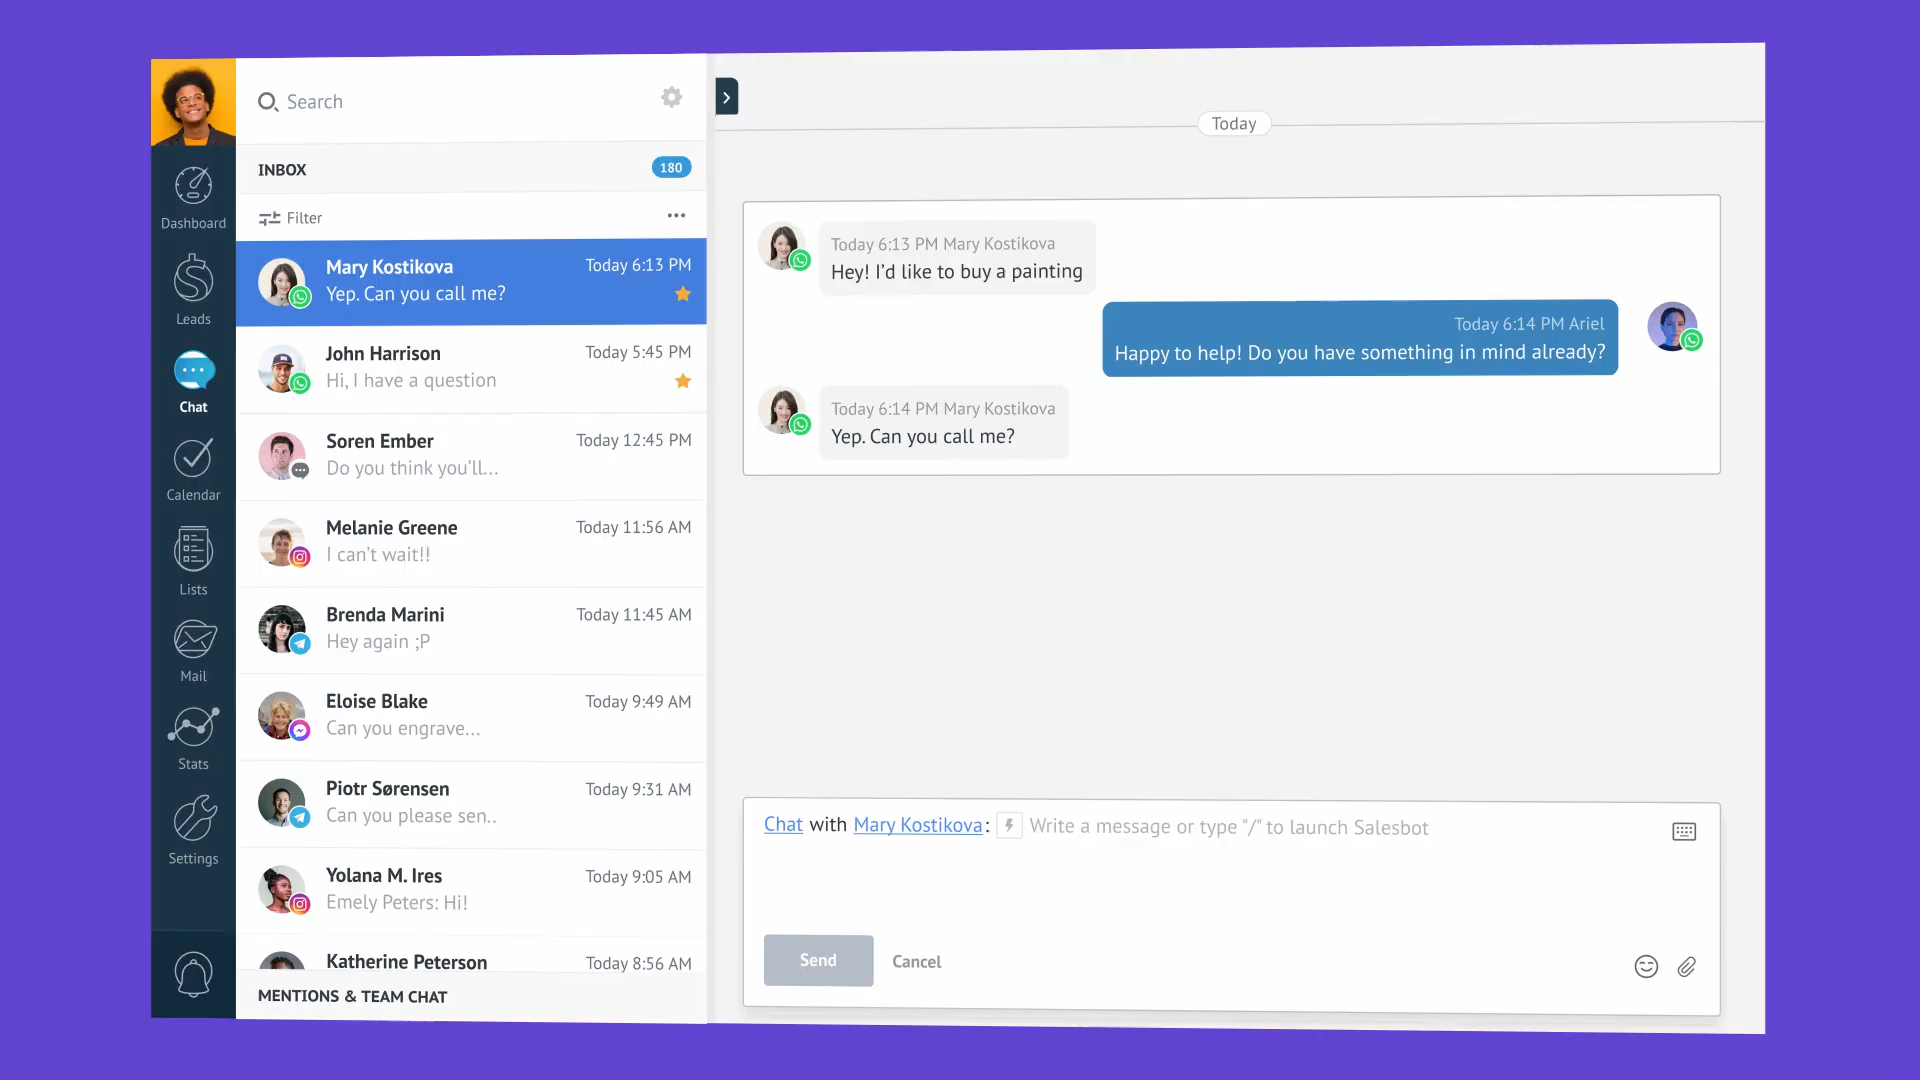 Search
INBOX
180
Filter
Mary Kostikova
Today 6:13 PM
Yep. Can you call me?
John Harrison
Today 5:45 PM
Hi, I have a question
Soren Ember
Today 12:45 PM
Do you think you'll...
Melanie Greene
Today 11:56 AM
I can't wait!!
Brenda Marini
Today 11:45 AM
Hey again ;P
Eloise Blake
Today 9:49 AM
Can you engrave...
Piotr Sørensen
Today 9:31 AM
Can you please sen..
Yolana M. Ires
Today 9:05 AM
Emely Peters: Hi!
Katherine Peterson
Today 8:56 AM
MENTIONS & TEAM CHAT
Dashboard
Leads
Chat
Calendar
Lists
Mail
Stats
Settings
Today
Today 6:13 PM Mary Kostikova
Hey! I'd like to buy a painting
Today 6:14 PM Ariel
Happy to help! Do you have something in mind already?
Today 6:14 PM Mary Kostikova
Yep. Can you call me?
Chat with Mary Kostikova: Write a message or type "/" to launch Salesbot
Send
Cancel